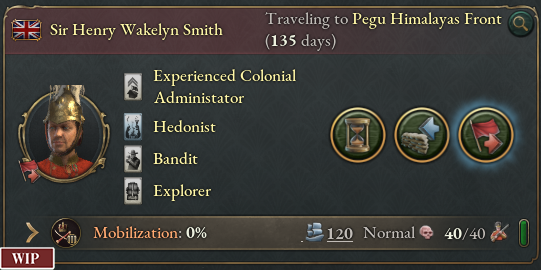 Sir Henry Wakelyn Smith
Traveling to Pegu Himalayas Front
(135 days)
Experienced Colonial
Administator
Hedonist
Bandit
Explorer
Mobilization: 0%
120
Normal
40/40
WIP